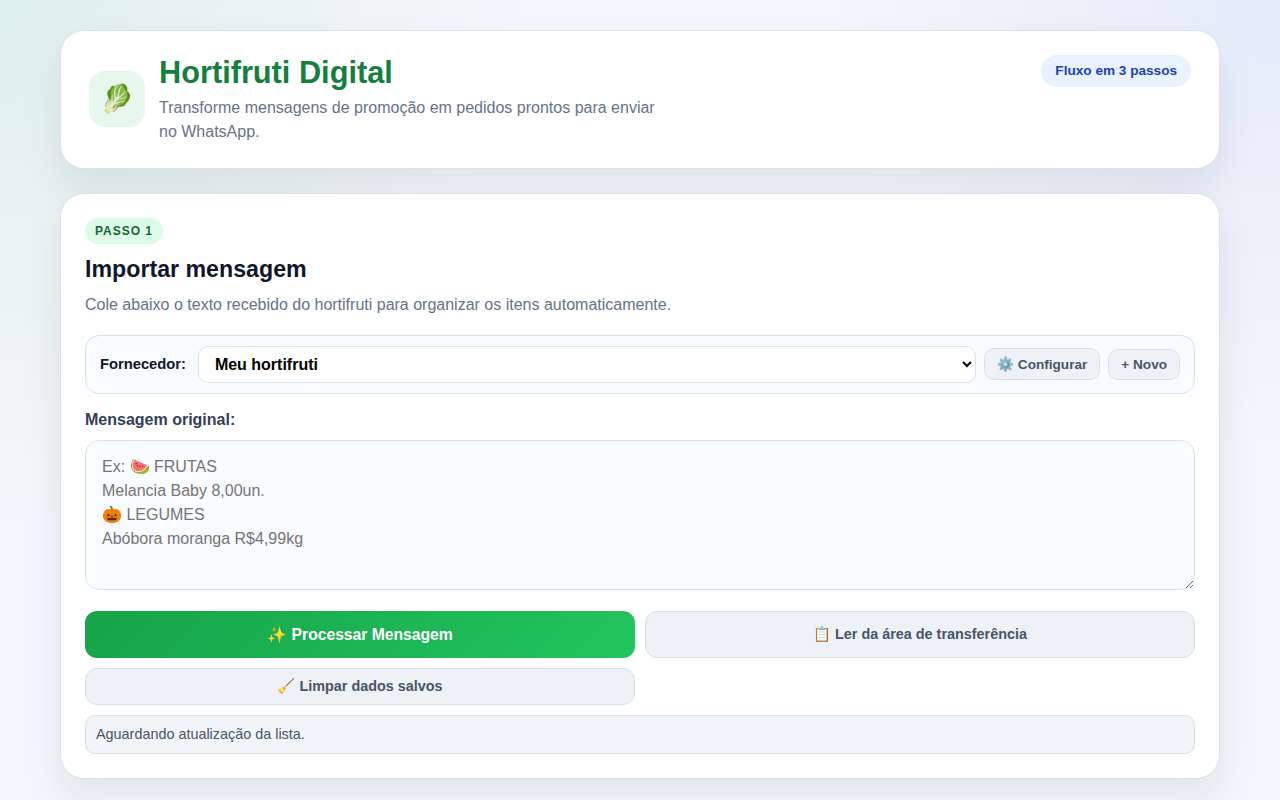 🥬
Hortifruti Digital
Transforme mensagens de promoção em pedidos prontos para enviar
no WhatsApp.
Fluxo em 3 passos
PASSO 1
Importar mensagem
Cole abaixo o texto recebido do hortifruti para organizar os itens automaticamente.
Fornecedor:
Meu hortifruti
⚙️ Configurar
+ Novo
Mensagem original:
Ex: 🍉 FRUTAS
Melancia Baby 8,00un.
🎃 LEGUMES
Abóbora moranga R$4,99kg
✨ Processar Mensagem
📋 Ler da área de transferência
🧹 Limpar dados salvos
Aguardando atualização da lista.